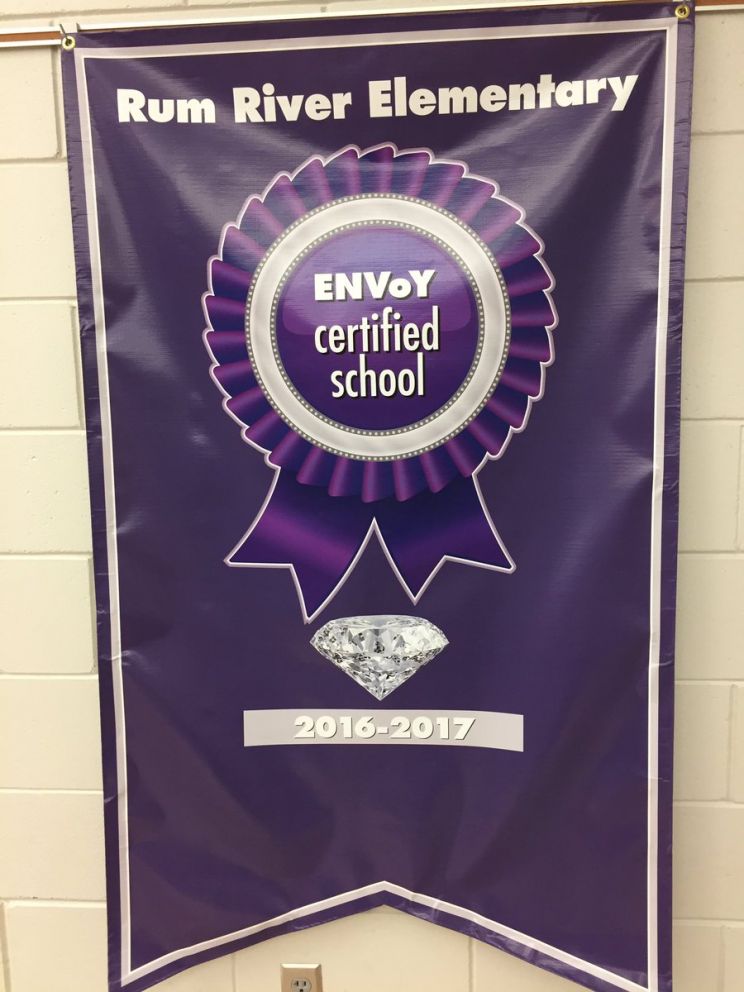 Rum River Elementary
ENVoY
certified
school
2016-2017